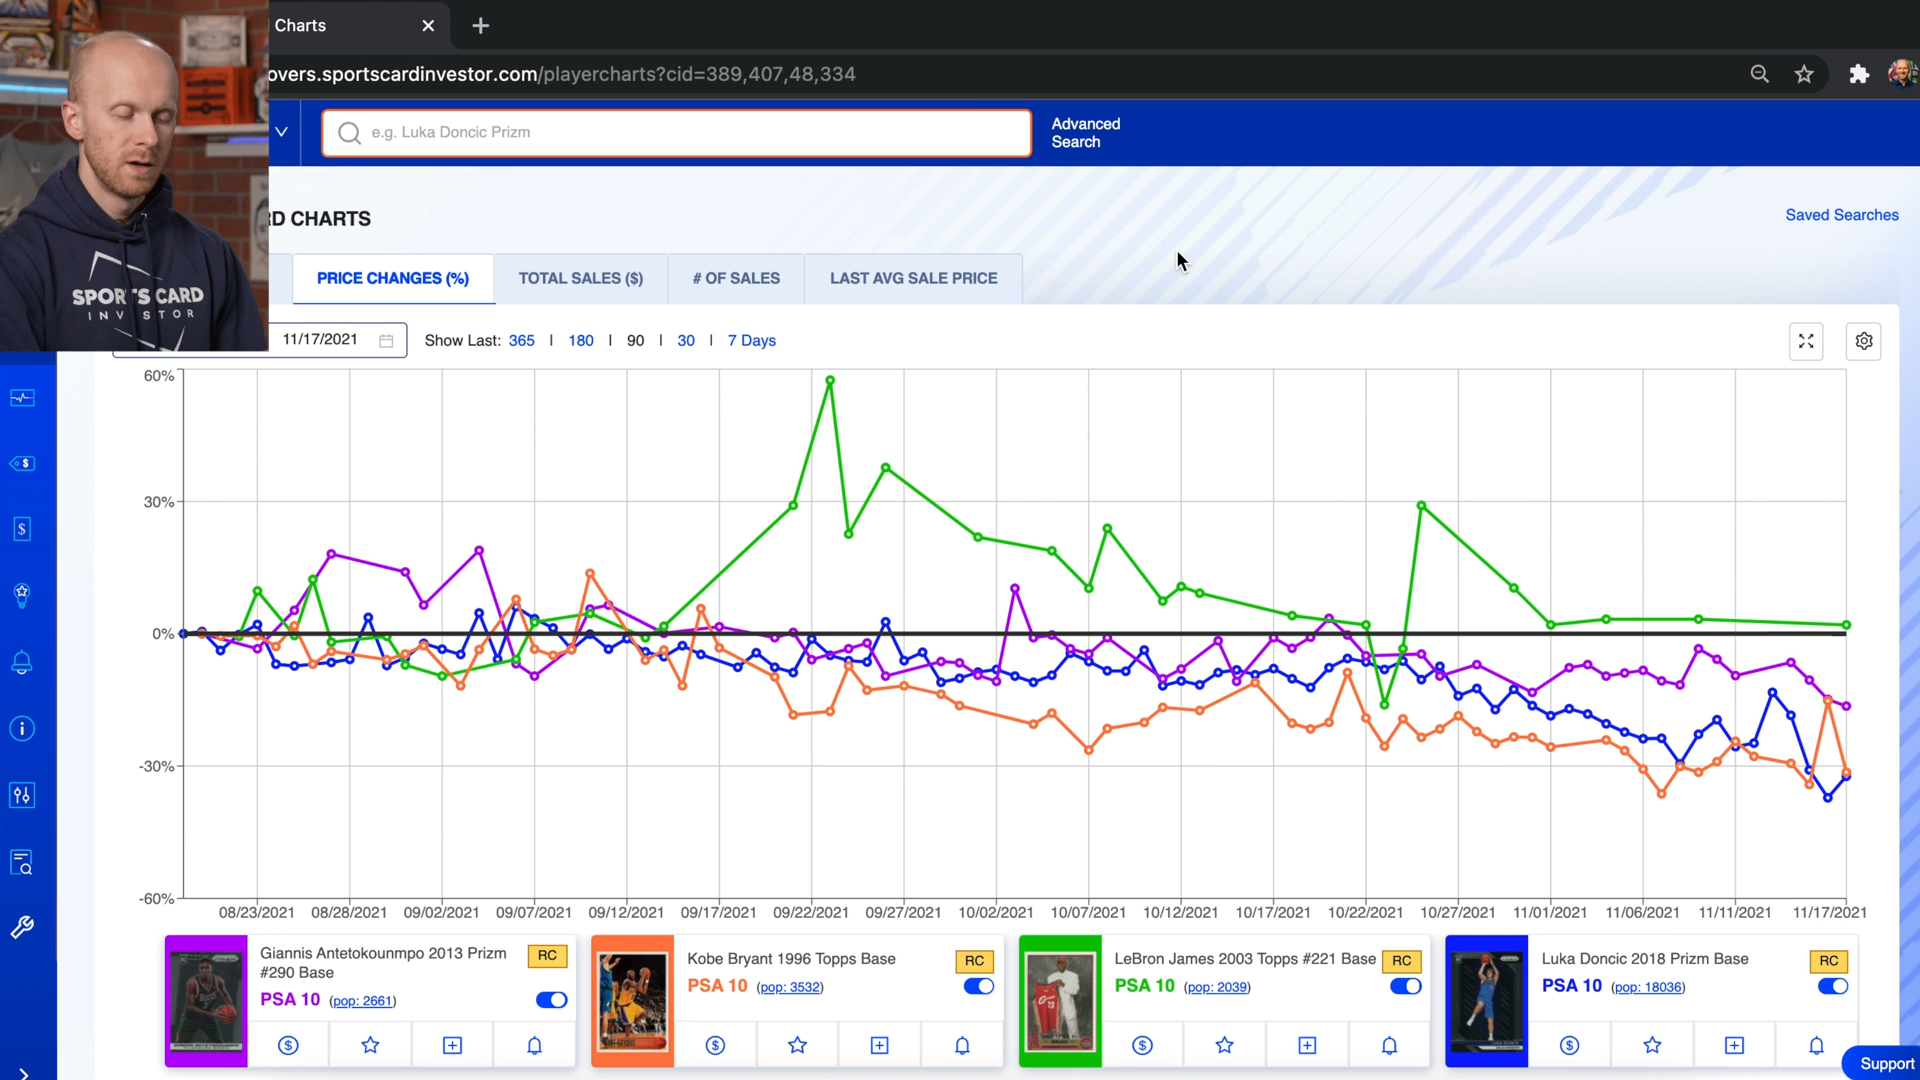 Charts
overs.sportscardinvestor.com/playercharts?cid=389,407,48,334
e.g. Luka Doncic Prizm
Advanced
Search
SPORTS CARD
INVESTOR
RD CHARTS
Saved Searches
PRICE CHANGES (%)
TOTAL SALES ($)
# OF SALES
LAST AVG SALE PRICE
11/17/2021
Show Last: 365 | 180 | 90 | 30 | 7 Days
60%
30%
0%
-30%
-60%
08/23/2021 08/28/2021 09/02/2021 09/07/2021 09/12/2021 09/17/2021 09/22/2021 09/27/2021 10/02/2021 10/07/2021 10/12/2021 10/17/2021 10/22/2021 10/27/2021 11/01/2021 11/06/2021 11/11/2021 11/17/2021
Giannis Antetokounmpo 2013 Prizm
#290 Base
RC
PSA 10 (pop: 2661)
Kobe Bryant 1996 Topps Base
RC
PSA 10 (pop: 3532)
LeBron James 2003 Topps #221 Base
RC
PSA 10 (pop: 2039)
Luka Doncic 2018 Prizm Base
RC
PSA 10 (pop: 18036)
Support